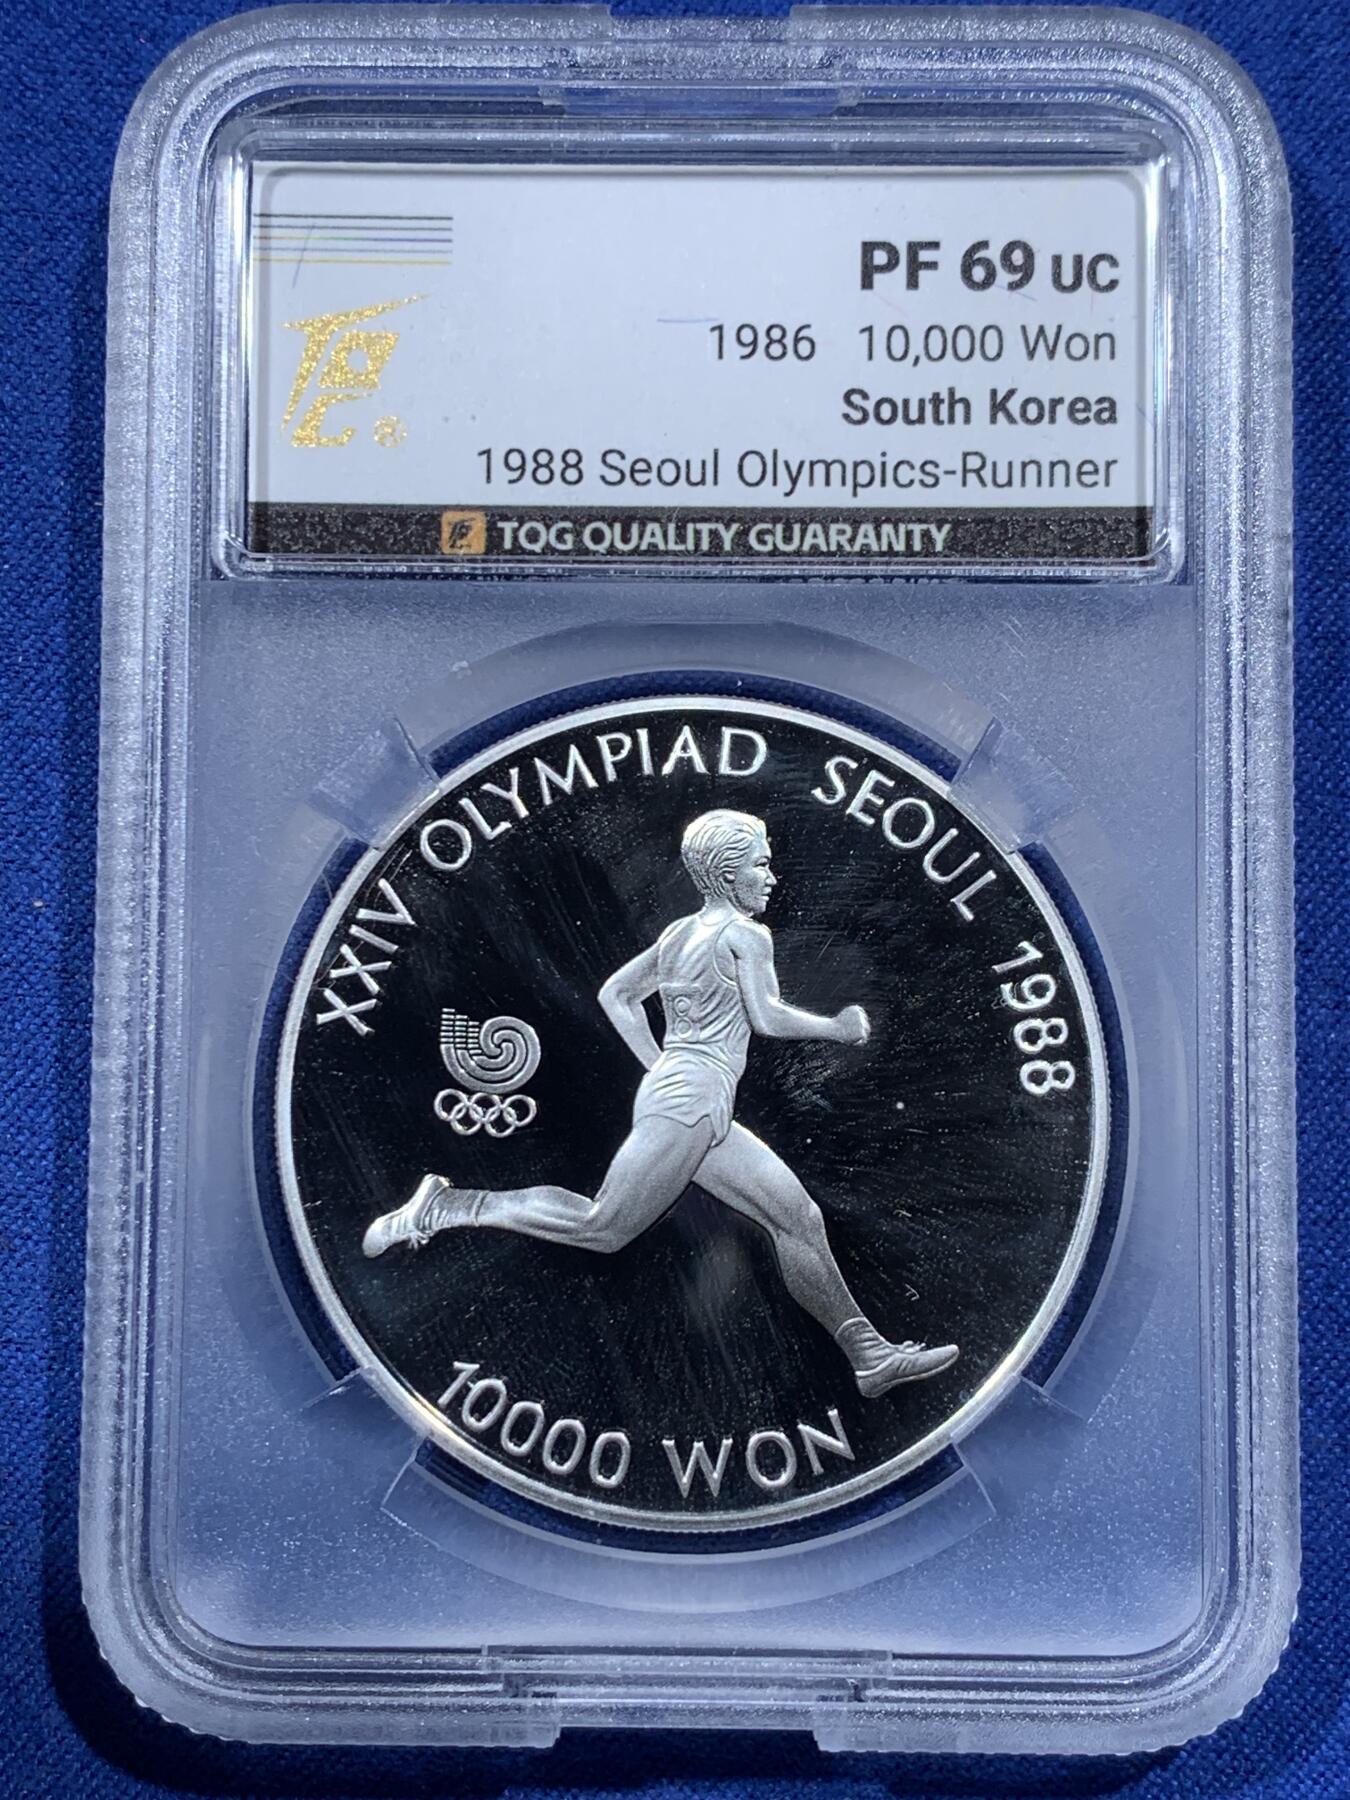 PF 69 UC
1986 10,000 Won
South Korea
1988 Seoul Olympics-Runner
TQG QUALITY GUARANTY
XXIV OLYMPIAD SEOUL 1988
8
10000 WON